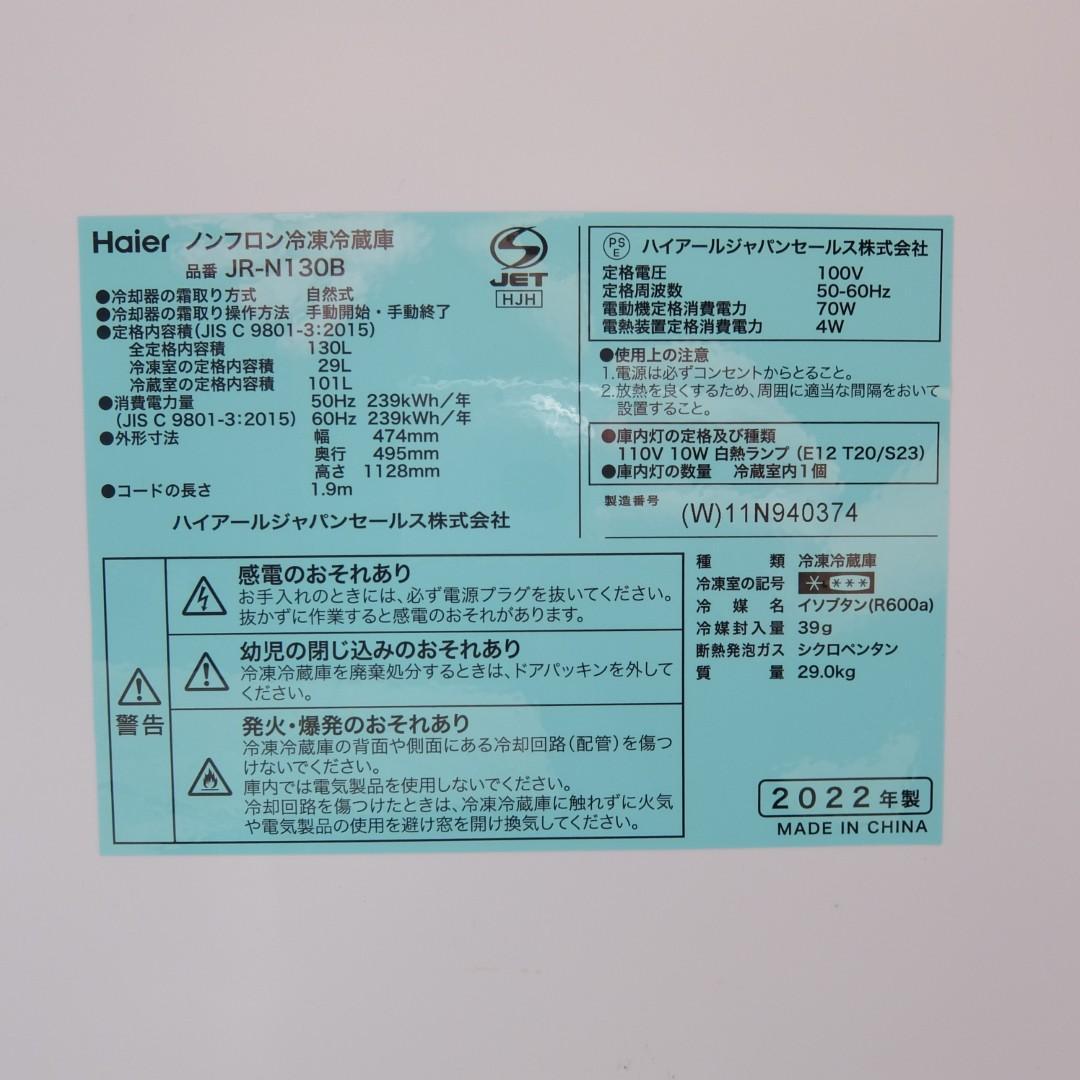 Haier ノンフロン冷凍冷蔵庫
品番 JR-N130B
●冷却器の霜取り方式 自然式
●冷却器の霜取り操作方法 手動開始・手動終了
●定格内容積(JIS C 9801-3:2015)
全定格内容積 130L
冷凍室の定格内容積 29L
冷蔵室の定格内容積 101L
●消費電力量 50Hz 239kWh/年
(JIS C 9801-3:2015) 60Hz 239kWh/年
●外形寸法 幅 474mm
奥行 495mm
高さ 1128mm
●コードの長さ 1.9m
ハイアールジャパンセールス株式会社
JET
HJH
PSE ハイアールジャパンセールス株式会社
定格電圧 100V
定格周波数 50-60Hz
電動機定格消費電力 70W
電熱装置定格消費電力 4W
●使用上の注意
1.電源は必ずコンセントからとること。
2.放熱を良くするため、周囲に適当な間隔をおいて
設置すること。
●庫内灯の定格及び種類
110V 10W 白熱ランプ (E12 T20/S23)
●庫内灯の数量 冷蔵室内1個
製造番号 (W)11N940374
種類 冷凍冷蔵庫
冷凍室の記号 * ***
冷媒名 イソブタン(R600a)
冷媒封入量 39g
断熱発泡ガス シクロペンタン
質量 29.0kg
警告
感電のおそれあり
お手入れのときには、必ず電源プラグを抜いてください。
抜かずに作業すると感電のおそれがあります。
幼児の閉じ込みのおそれあり
冷凍冷蔵庫を廃棄処分するときは、ドアパッキンを外して
ください。
発火・爆発のおそれあり
冷凍冷蔵庫の背面や側面にある冷却回路(配管)を傷つ
けないでください。
庫内では電気製品を使用しないでください。
冷却回路を傷つけたときは、冷凍冷蔵庫に触れずに火気
や電気製品の使用を避け窓を開け換気してください。
2022年製
MADE IN CHINA